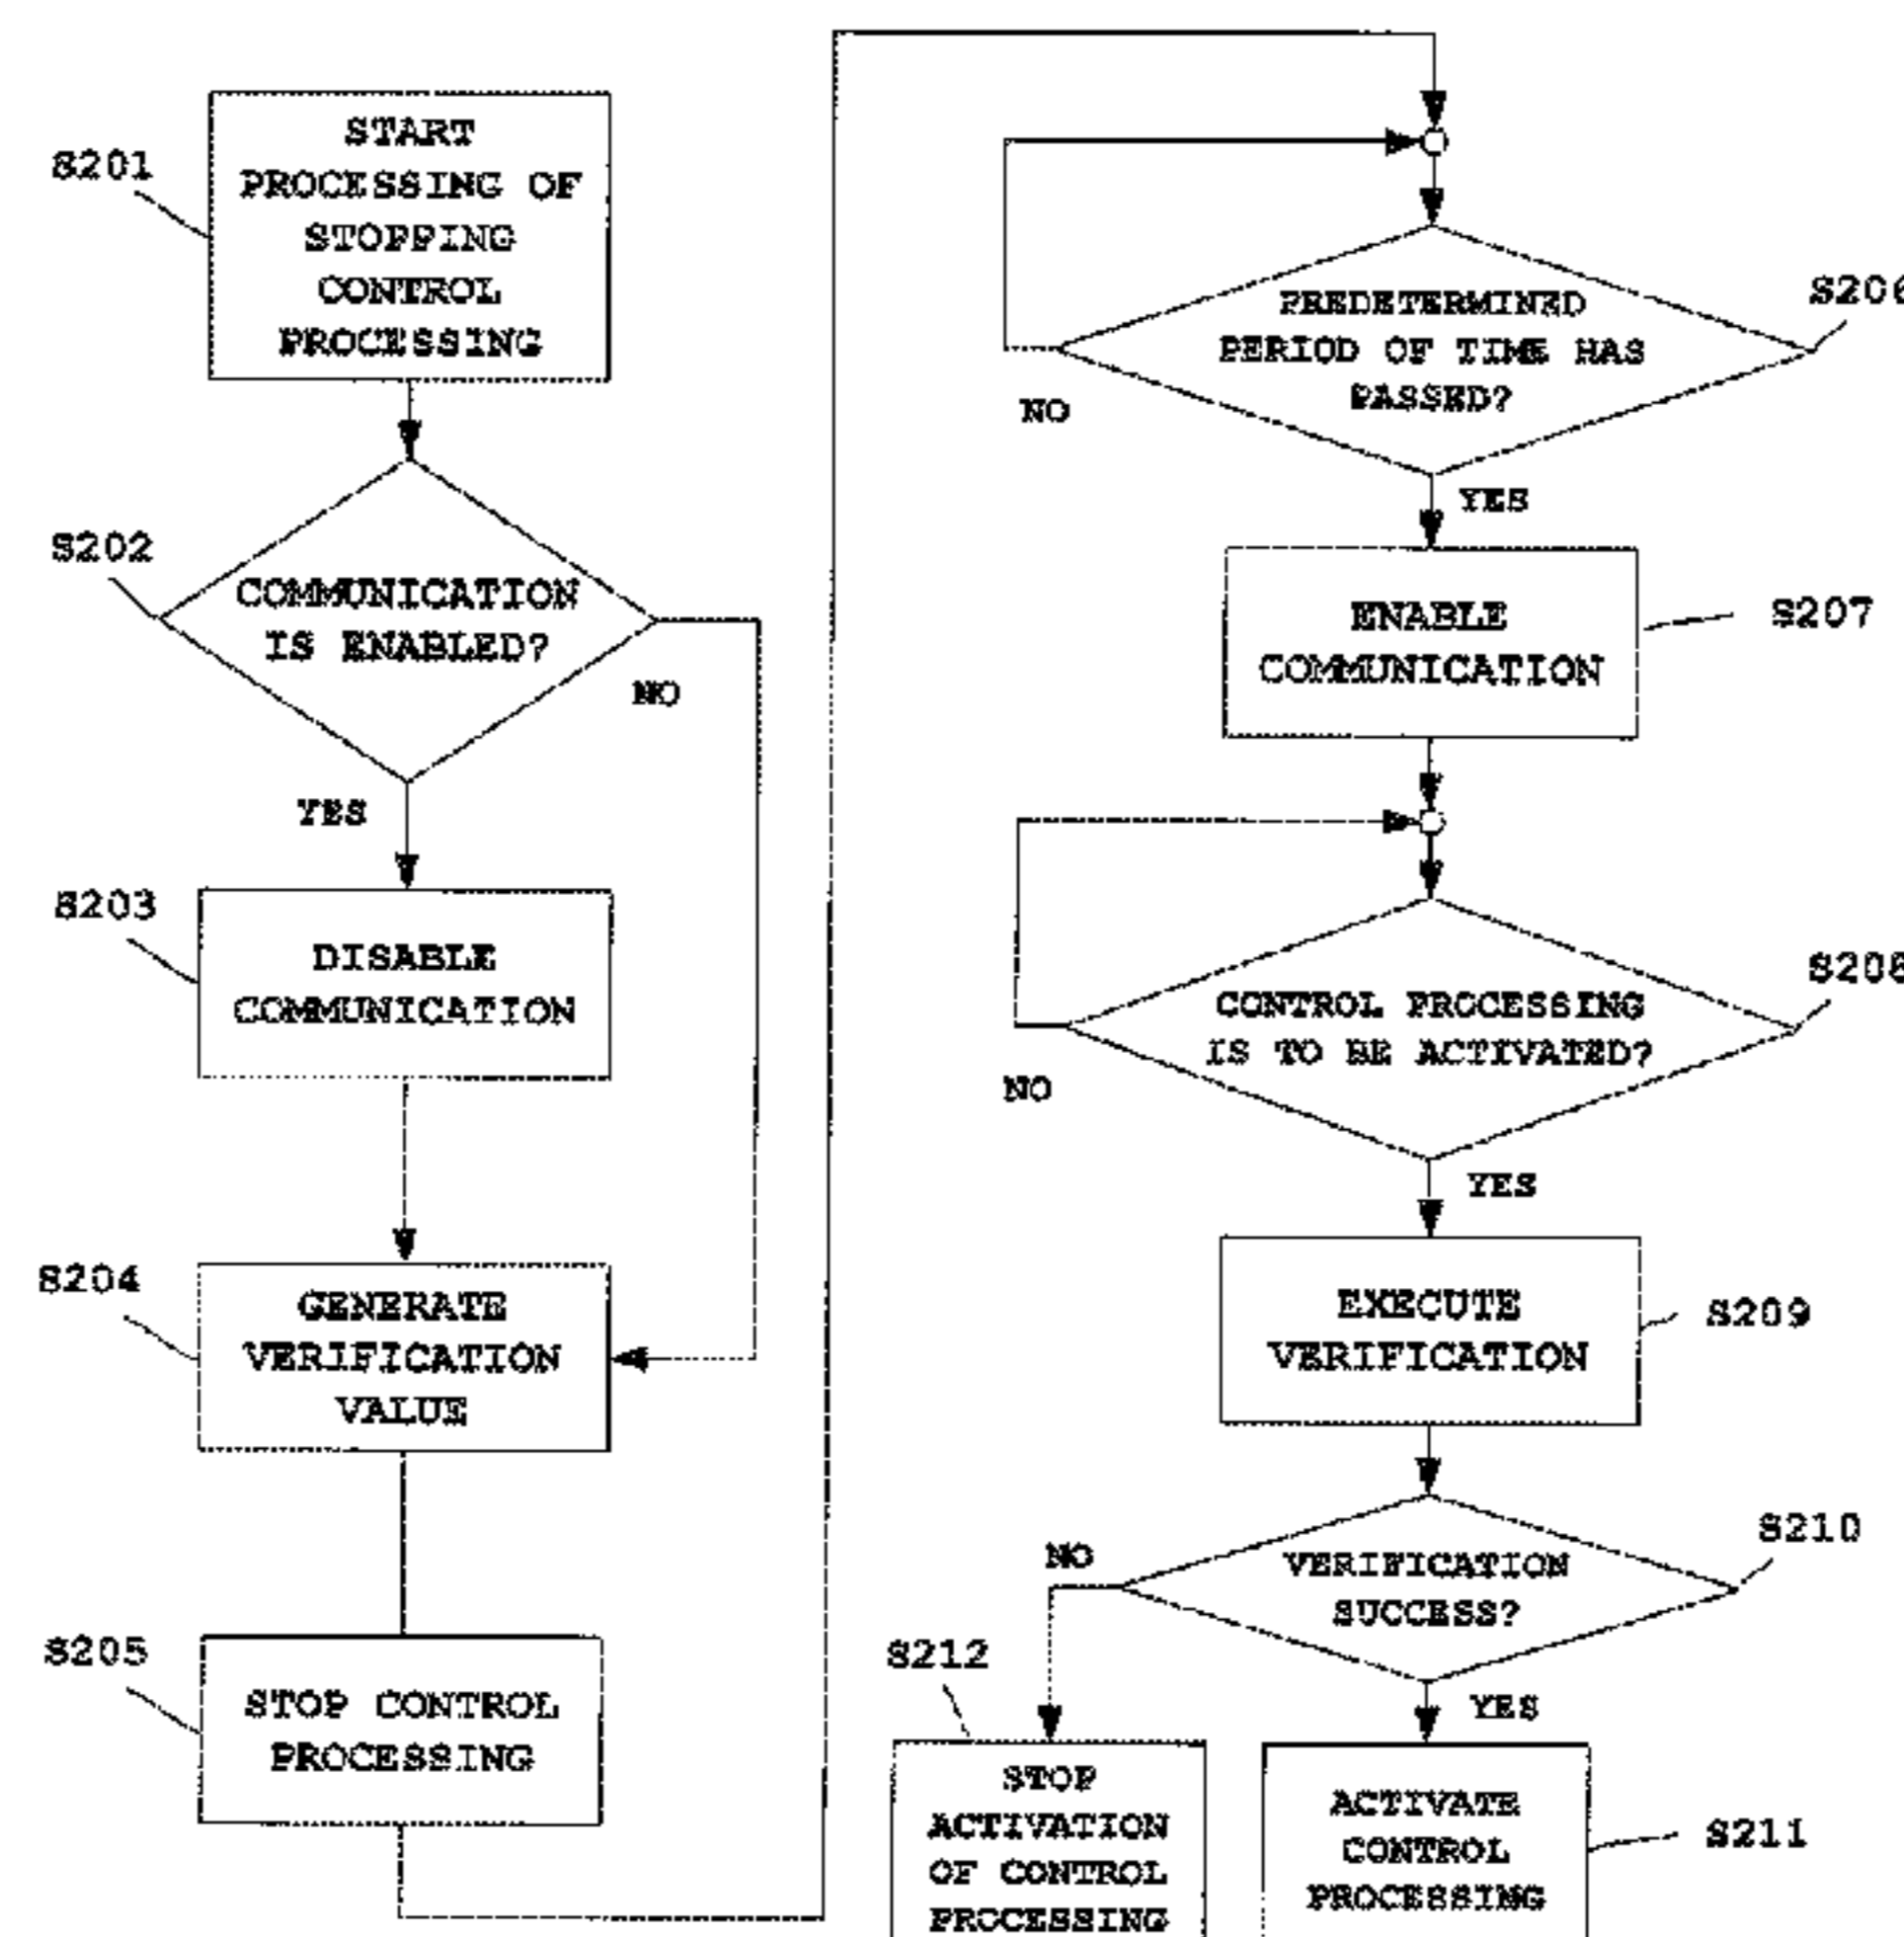 S201
START
PROCESSING OF
STOPPING
CONTROL
PROCESSING
S202
COMMUNICATION
IS ENABLED?
NO
YES
S203
DISABLE
COMMUNICATION
S204
GENERATE
VERIFICATION
VALUE
S205
STOP CONTROL
PROCESSING
S206
PREDETERMINED
PERIOD OF TIME HAS
PASSED?
NO
YES
ENABLE
COMMUNICATION
S207
S208
CONTROL PROCESSING
IS TO BE ACTIVATED?
NO
YES
EXECUTE
VERIFICATION
S209
S210
NO
VERIFICATION
SUCCESS?
YES
S212
STOP
ACTIVATION
OF CONTROL
PROCESSING
ACTIVATE
CONTROL
PROCESSING
S211